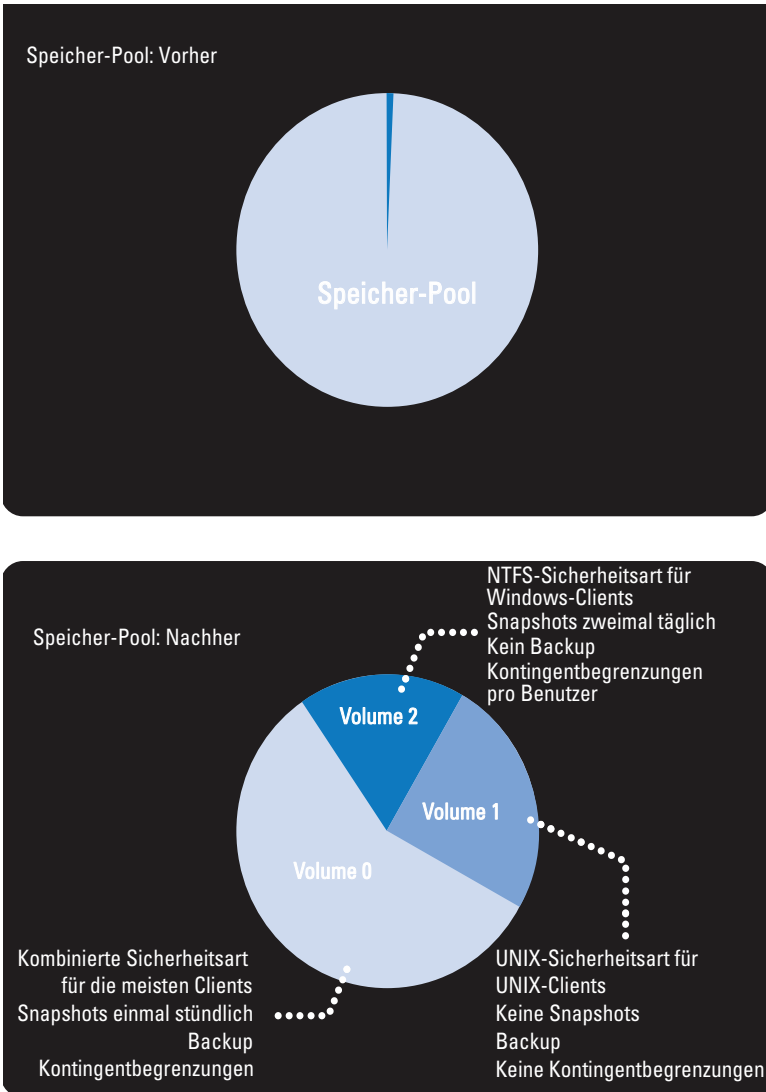 Speicher-Pool: Vorher
Speicher-Pool
Speicher-Pool: Nachher
NTFS-Sicherheitsart für
Windows-Clients
Snapshots zweimal täglich
Kein Backup
Kontingentbegrenzungen
pro Benutzer
Volume 2
Volume 1
Volume 0
Kombinierte Sicherheitsart
für die meisten Clients
Snapshots einmal stündlich
Backup
Kontingentbegrenzungen
UNIX-Sicherheitsart für
UNIX-Clients
Keine Snapshots
Backup
Keine Kontingentbegrenzungen